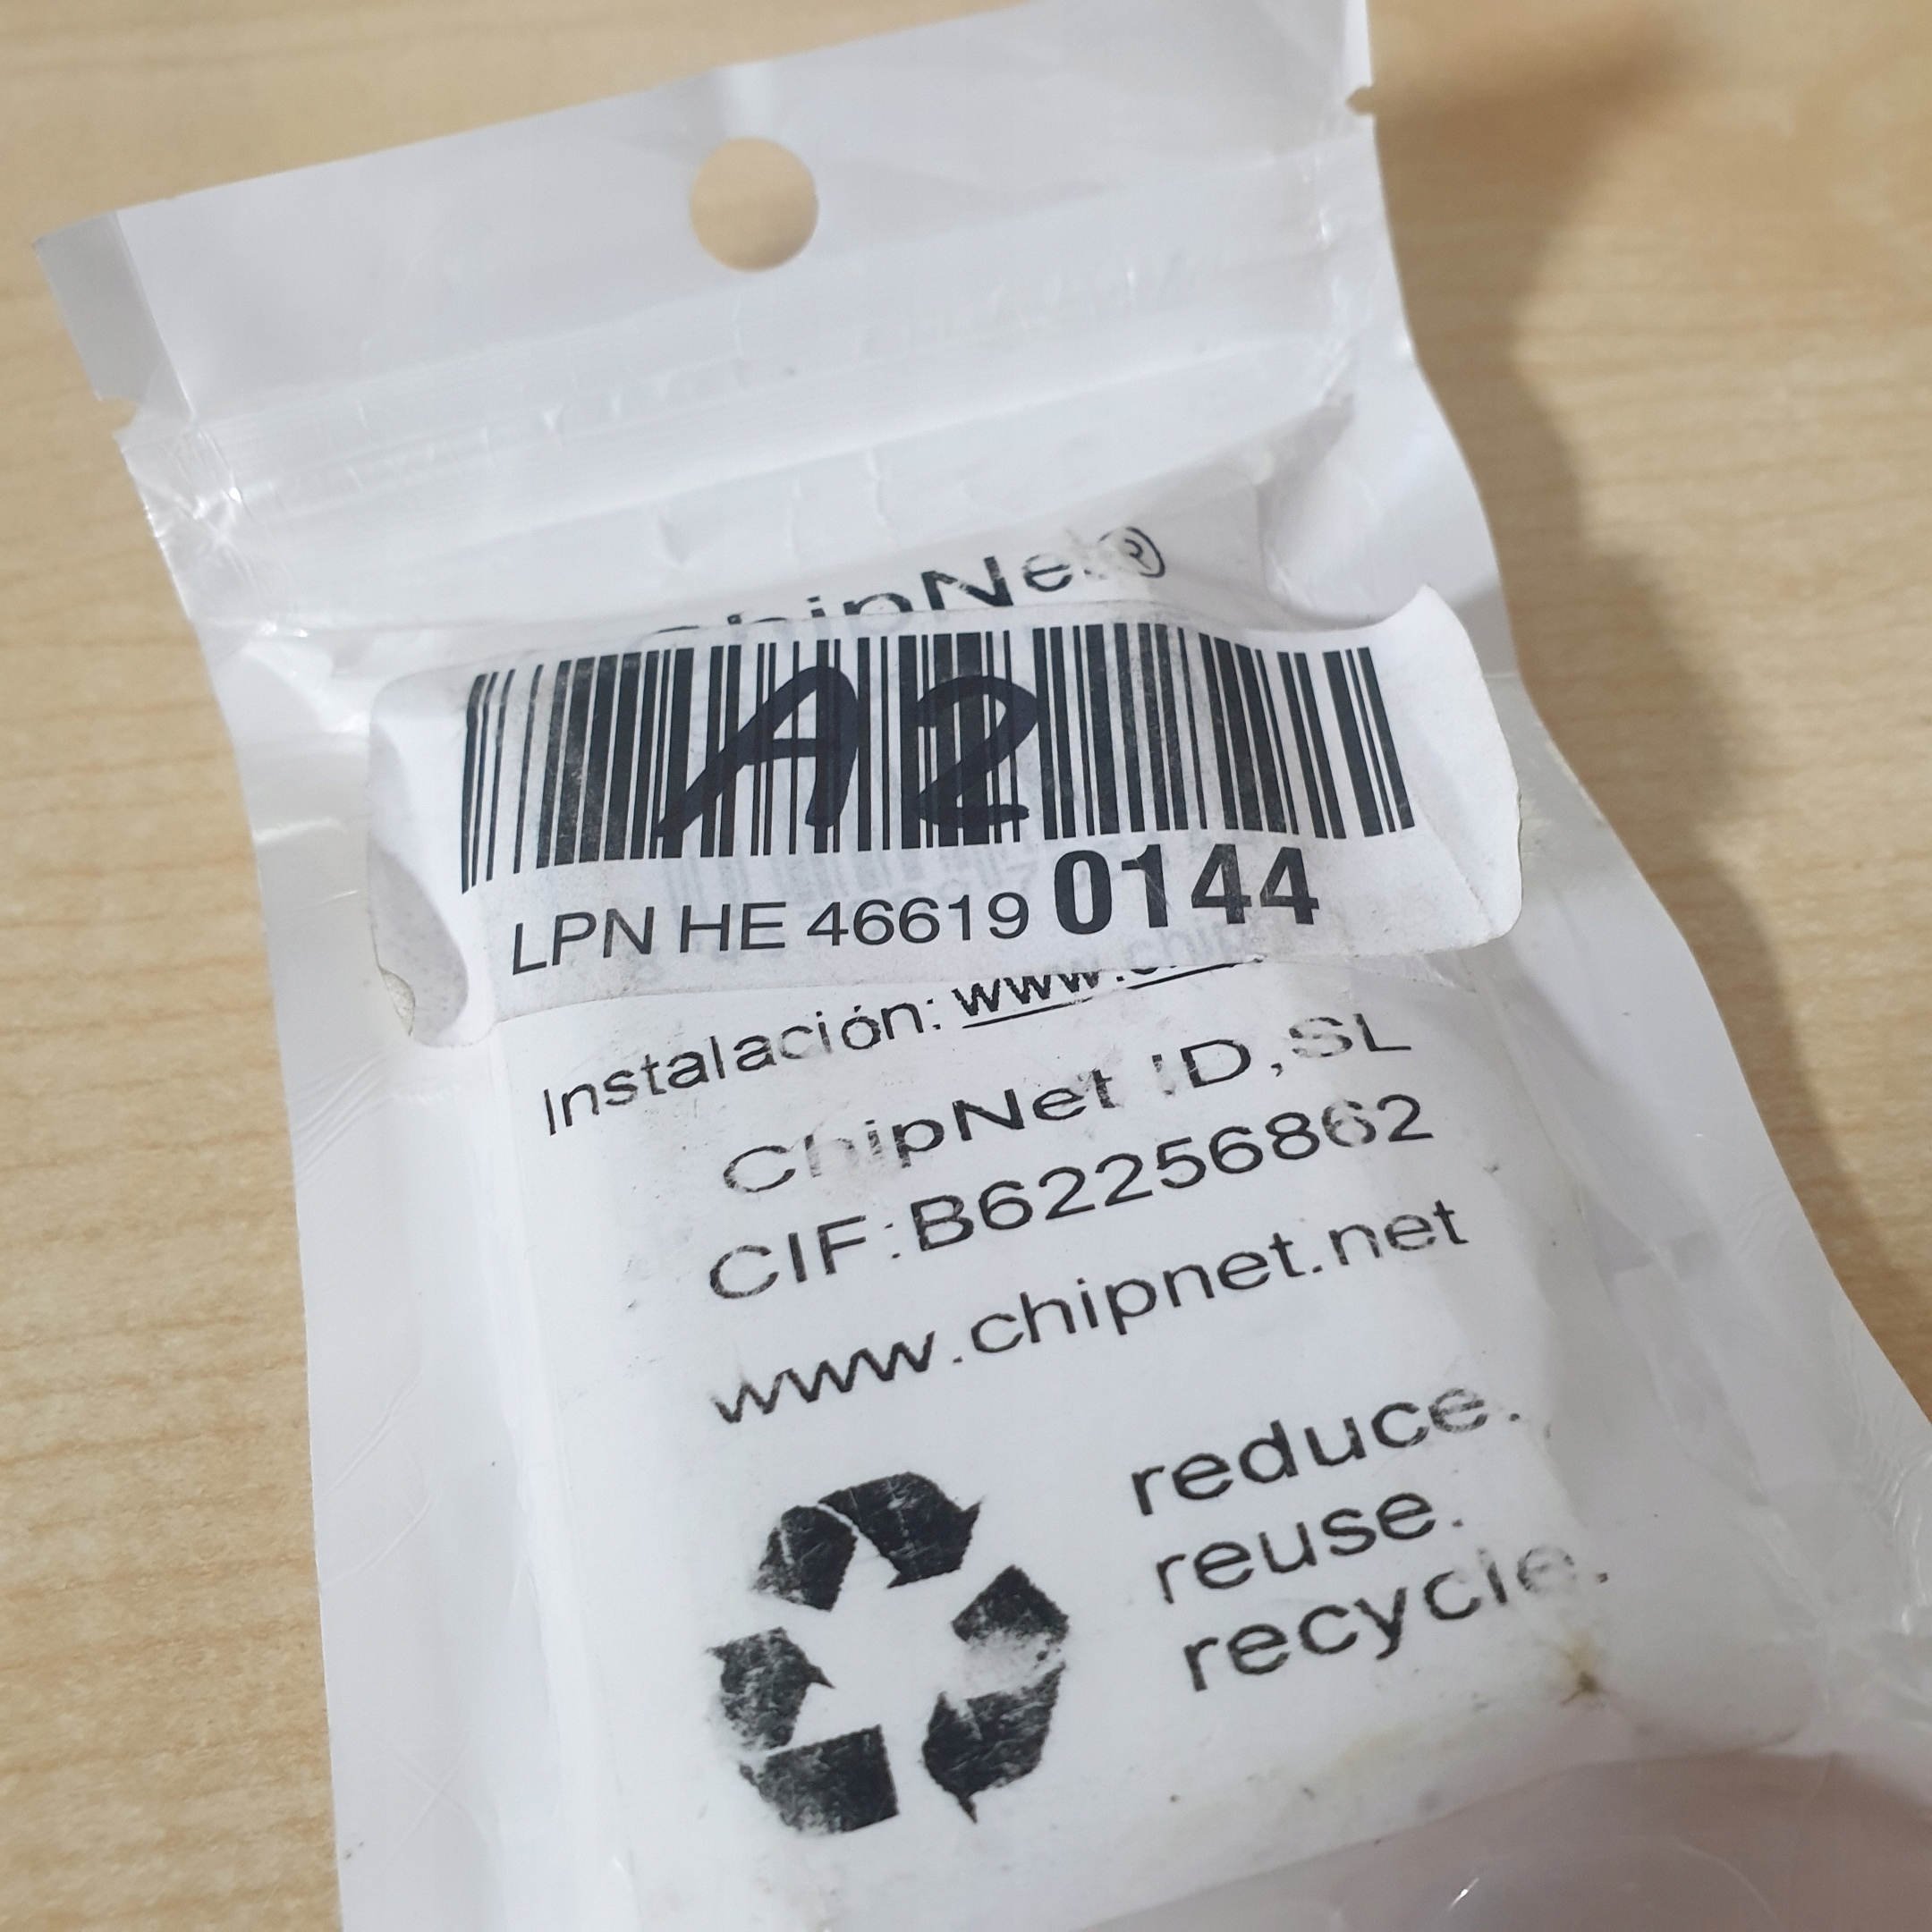 ChipNet®
A2
LPN HE 46619 0144
Instalación: www.
ChipNet ID,SL
CIF:B62256862
www.chipnet.net
reduce.
reuse.
recycle.